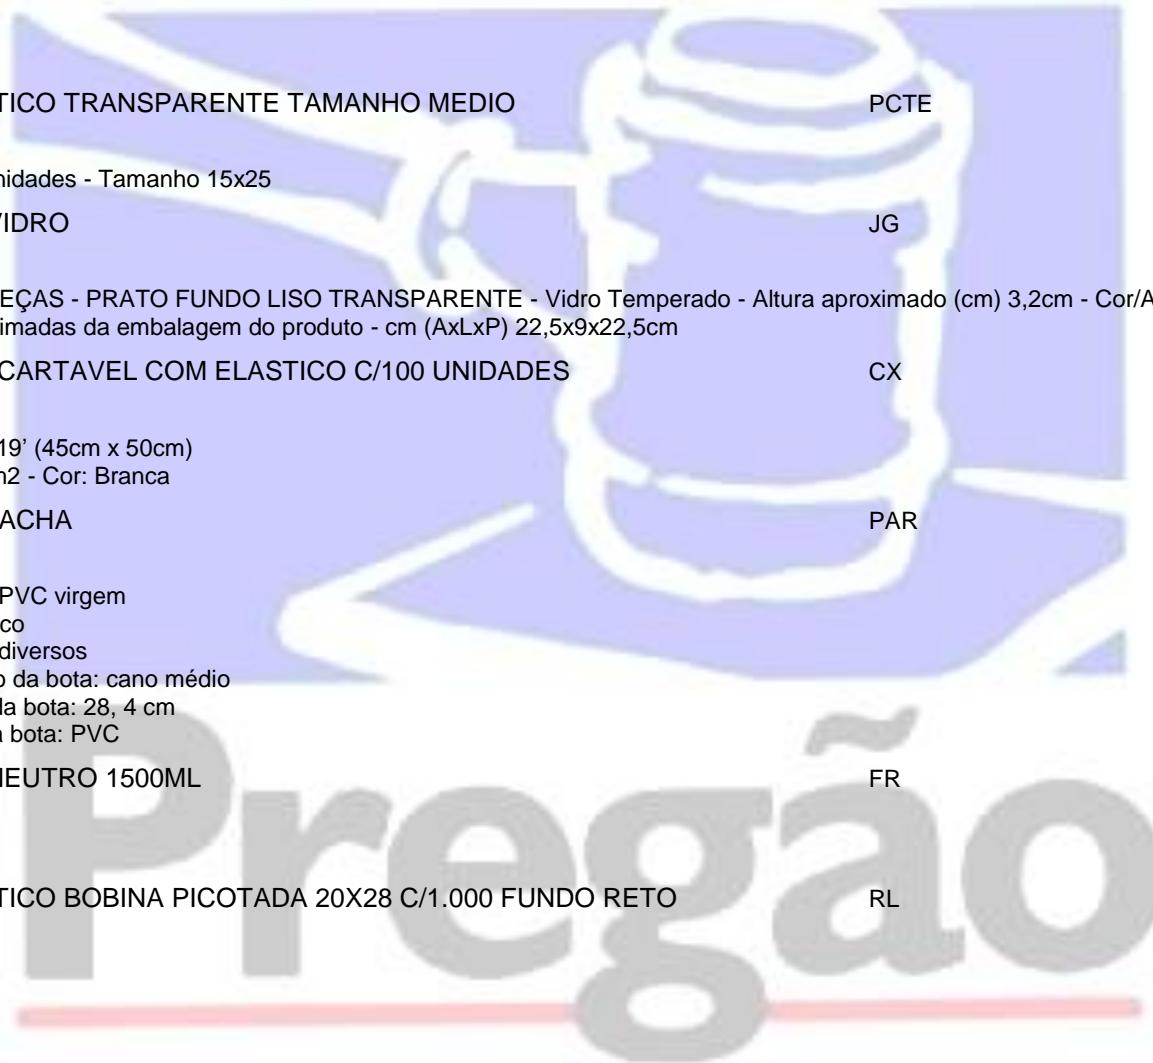 TICO TRANSPARENTE TAMANHO MEDIO PCTE
nidades - Tamanho 15x25
VIDRO JG
EÇAS - PRATO FUNDO LISO TRANSPARENTE - Vidro Temperado - Altura aproximado (cm) 3,2cm - Cor/A
imadas da embalagem do produto - cm (AxLxP) 22,5x9x22,5cm
CARTAVEL COM ELASTICO C/100 UNIDADES CX
19’ (45cm x 50cm)
m2 - Cor: Branca
ACHA PAR
PVC virgem
co
diversos
o da bota: cano médio
da bota: 28, 4 cm
a bota: PVC
NEUTRO 1500ML FR
TICO BOBINA PICOTADA 20X28 C/1.000 FUNDO RETO RL
Pregão